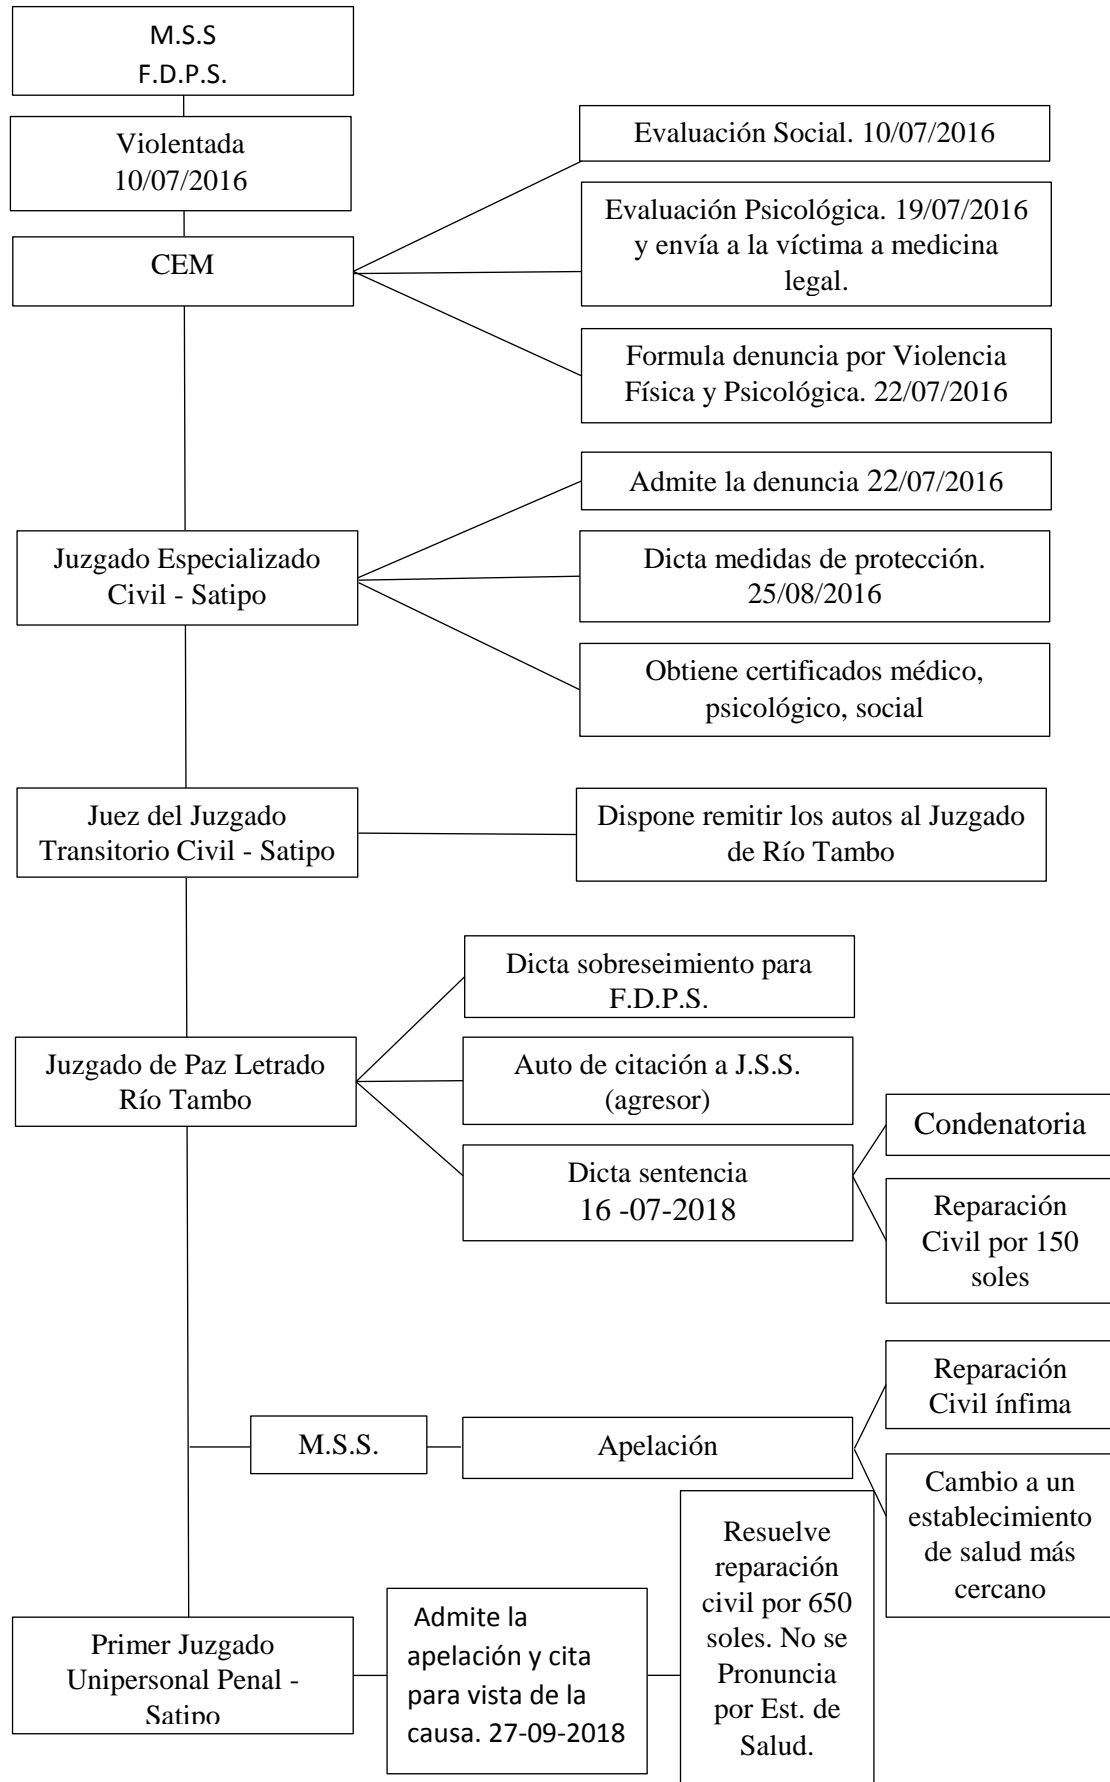 M.S.S
F.D.P.S.
Violentada
10/07/2016
CEM
Evaluación Social. 10/07/2016
Evaluación Psicológica. 19/07/2016
y envía a la víctima a medicina
legal.
Formula denuncia por Violencia
Física y Psicológica. 22/07/2016
Juzgado Especializado
Civil - Satipo
Admite la denuncia 22/07/2016
Dicta medidas de protección.
25/08/2016
Obtiene certificados médico,
psicológico, social
Juez del Juzgado
Transitorio Civil - Satipo
Dispone remitir los autos al Juzgado
de Río Tambo
Juzgado de Paz Letrado
Río Tambo
Dicta sobreseimiento para
F.D.P.S.
Auto de citación a J.S.S.
(agresor)
Dicta sentencia
16 -07-2018
Condenatoria
Reparación
Civil por 150
soles
M.S.S.
Apelación
Reparación
Civil ínfima
Cambio a un
establecimiento
de salud más
cercano
Primer Juzgado
Unipersonal Penal -
Satipo
Admite la
apelación y cita
para vista de la
causa. 27-09-2018
Resuelve
reparación
civil por 650
soles. No se
Pronuncia
por Est. de
Salud.